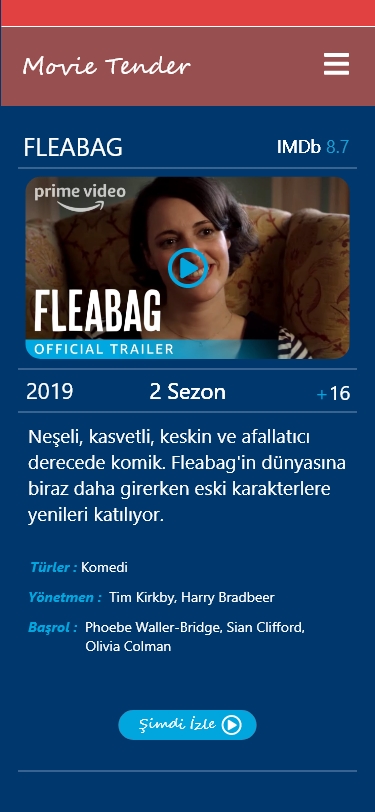 Movie Tender
FLEABAG
IMDb 8.7
prime video
FLEABAG
OFFICIAL TRAILER
2019
2 Sezon
+16
Neşeli, kasvetli, keskin ve afallatıcı
derecede komik. Fleabag'in dünyasına
biraz daha girerken eski karakterlere
yenileri katılıyor.
Türler : Komedi
Yönetmen : Tim Kirkby, Harry Bradbeer
Başrol : Phoebe Waller-Bridge, Sian Clifford,
Olivia Colman
Şimdi İzle